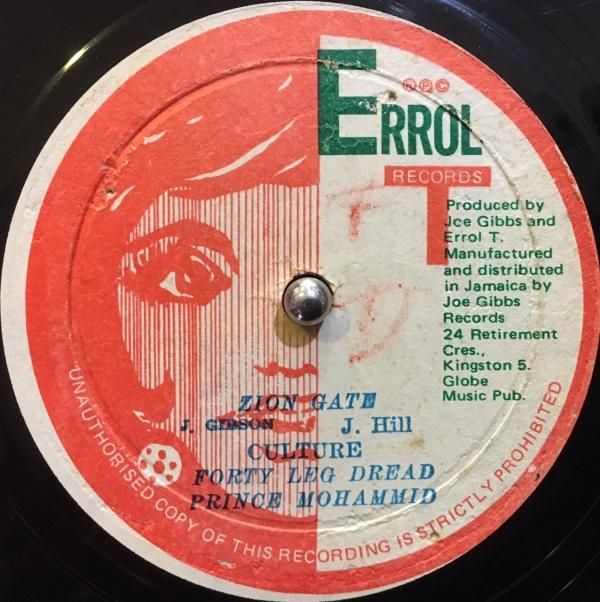 ERROL
RECORDS
T
Produced by
Joe Gibbs and
Errol T.
Manufactured
and distributed
in Jamaica by
Joe Gibbs
Records
24 Retirement
Cres.,
Kingston 5.
Globe
Music Pub.
ZION GATE
J. GIBSON J. Hill
CULTURE
FORTY LEG DREAD
PRINCE MOHAMMID
UNAUTHORISED COPY OF THIS RECORDING IS STRICTLY PROHIBITED